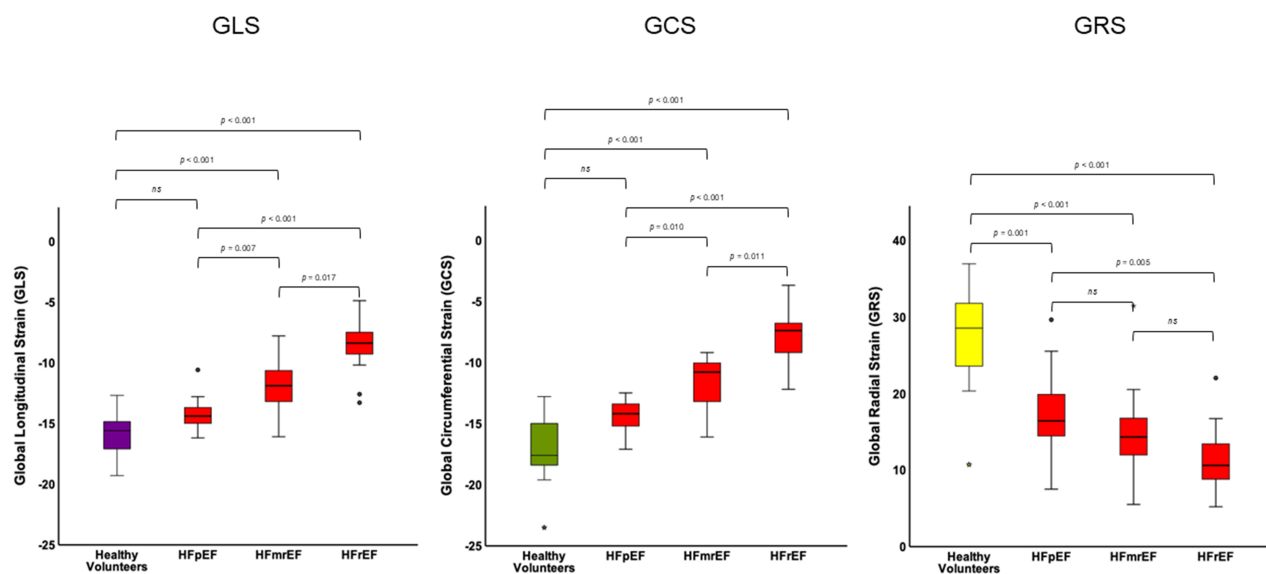 GLS
GCS
GRS
p < 0.001
p < 0.001
ns
p < 0.001
p = 0.007
p = 0.017
Global Longitudinal Strain (GLS)
0
-5
-10
-15
-20
-25
Healthy Volunteers
HFpEF
HFmrEF
HFrEF
p < 0.001
p < 0.001
ns
p < 0.001
p = 0.010
p = 0.011
Global Circumferential Strain (GCS)
0
-5
-10
-15
-20
-25
Healthy Volunteers
HFpEF
HFmrEF
HFrEF
p < 0.001
p < 0.001
p = 0.001
p = 0.005
ns
ns
Global Radial Strain (GRS)
40
30
20
10
0
Healthy Volunteers
HFpEF
HFmrEF
HFrEF